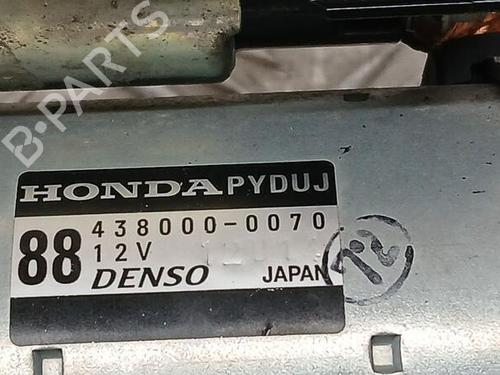 B-PARTS
HONDA PYDUJ
88 438000-0070
12V
DENSO JAPAN